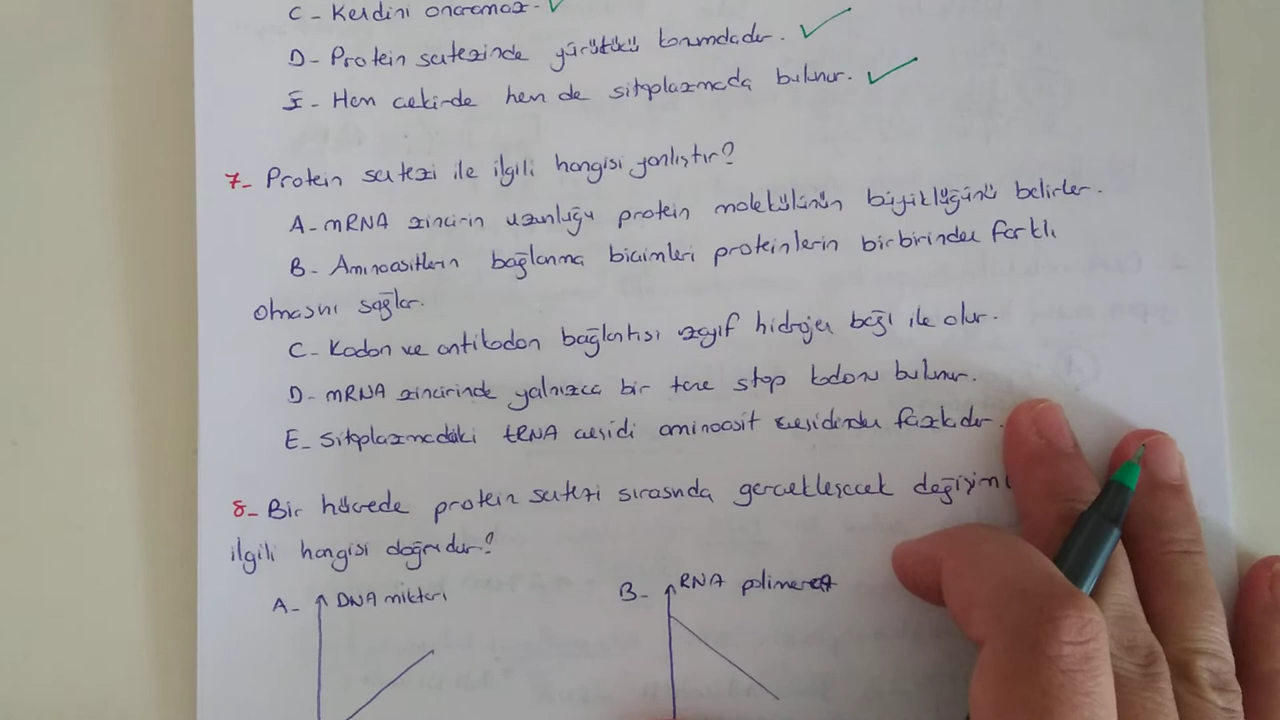 C - Kendini onaramaz.
D- Protein sentezinde yürütücü konumdadır.
E - Hem çekirde hem de sitoplazmada bulunur.
7- Protein sentezi ile ilgili hangisi yanlıştır?
A- mRNA zincirin uzunluğu protein molekülünün büyüklüğünü belirler.
B- Aminoasitlerin bağlanma biçimleri proteinlerin birbirinden farklı
olmasını sağlar.
C- Kodon ve antikodon bağlantısı zayıf hidrojen bağı ile olur.
D- mRNA zincirinde yalnızca bir tane stop kodonu bulunur.
E- Sitoplazmadaki tRNA çeşidi aminoasit çeşidinden fazladır.
8- Bir hücrede protein sentezi sırasında gerçekleşecek
ilgili hangisi doğrudur?
A- DNA miktarı B- RNA polimeraz